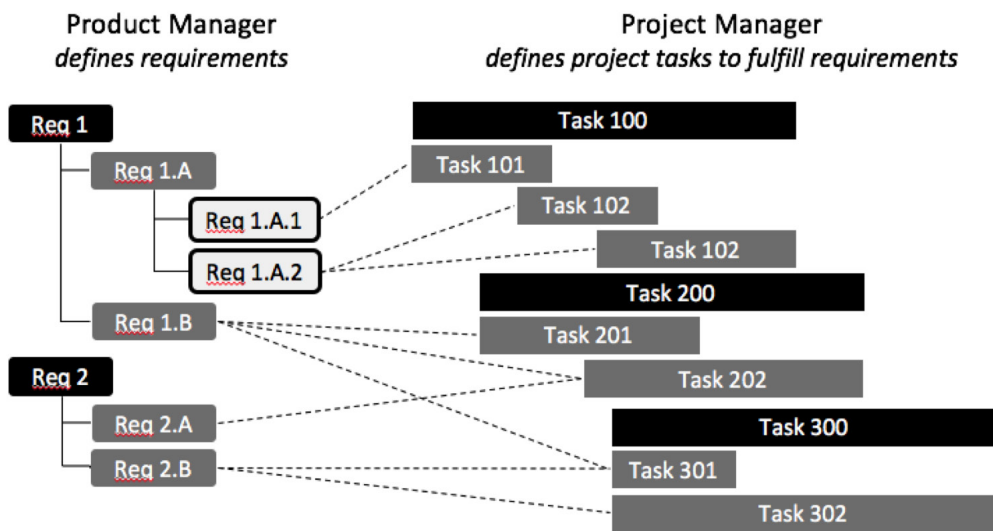 Product Manager
defines requirements
Project Manager
defines project tasks to fulfill requirements
Req 1
Req 1.A
Req 1.A.1
Req 1.A.2
Req 1.B
Req 2
Req 2.A
Req 2.B
Task 100
Task 101
Task 102
Task 102
Task 200
Task 201
Task 202
Task 300
Task 301
Task 302